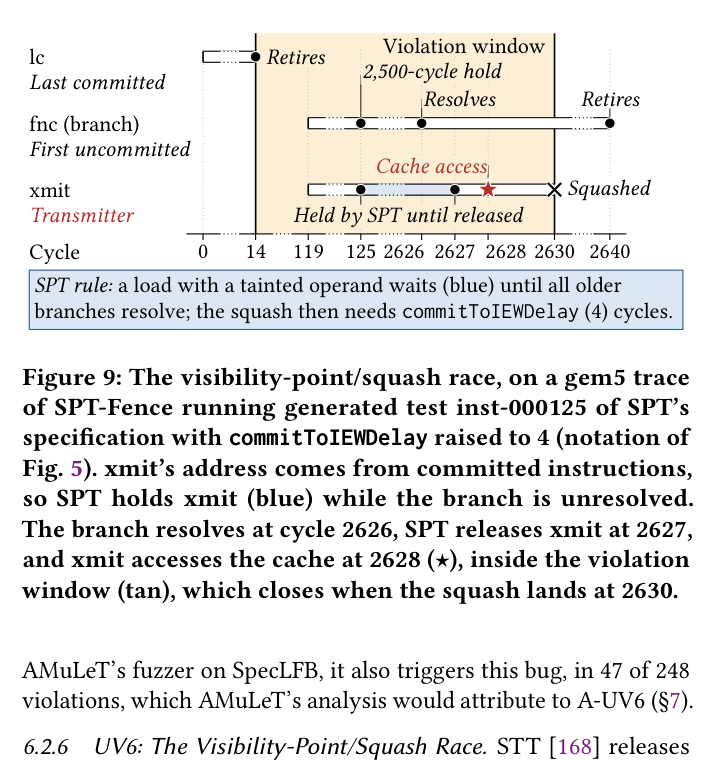 lc
Last committed
Retires
Violation window
2,500-cycle hold
Resolves
Retires
fnc (branch)
First uncommitted
Cache access
xmit
Transmitter
Squashed
Held by SPT until released
Cycle 0 14 119 125 2626 2627 2628 2630 2640
SPT rule: a load with a tainted operand waits (blue) until all older
branches resolve; the squash then needs commitToIEWDelay (4) cycles.
Figure 9: The visibility-point/squash race, on a gem5 trace
of SPT-Fence running generated test inst-000125 of SPT’s
specification with commitToIEWDelay raised to 4 (notation of
Fig. 5). xmit’s address comes from committed instructions,
so SPT holds xmit (blue) while the branch is unresolved.
The branch resolves at cycle 2626, SPT releases xmit at 2627,
and xmit accesses the cache at 2628 (★), inside the violation
window (tan), which closes when the squash lands at 2630.
AMuLeT’s fuzzer on SpecLFB, it also triggers this bug, in 47 of 248
violations, which AMuLeT’s analysis would attribute to A-UV6 (§7).
6.2.6 UV6: The Visibility-Point/Squash Race. STT [168] releases